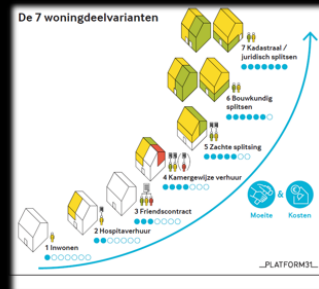 De 7 woningdeelvarianten
7 Kadastraal /
juridisch splitsen
6 Bouwkundig
splitsen
5 Zachte splitsing
4 Kamergewijze verhuur
3 Friendscontract
2 Hospitaverhuur
1 Inwonen
Moeite & Kosten
_PLATFORM31_